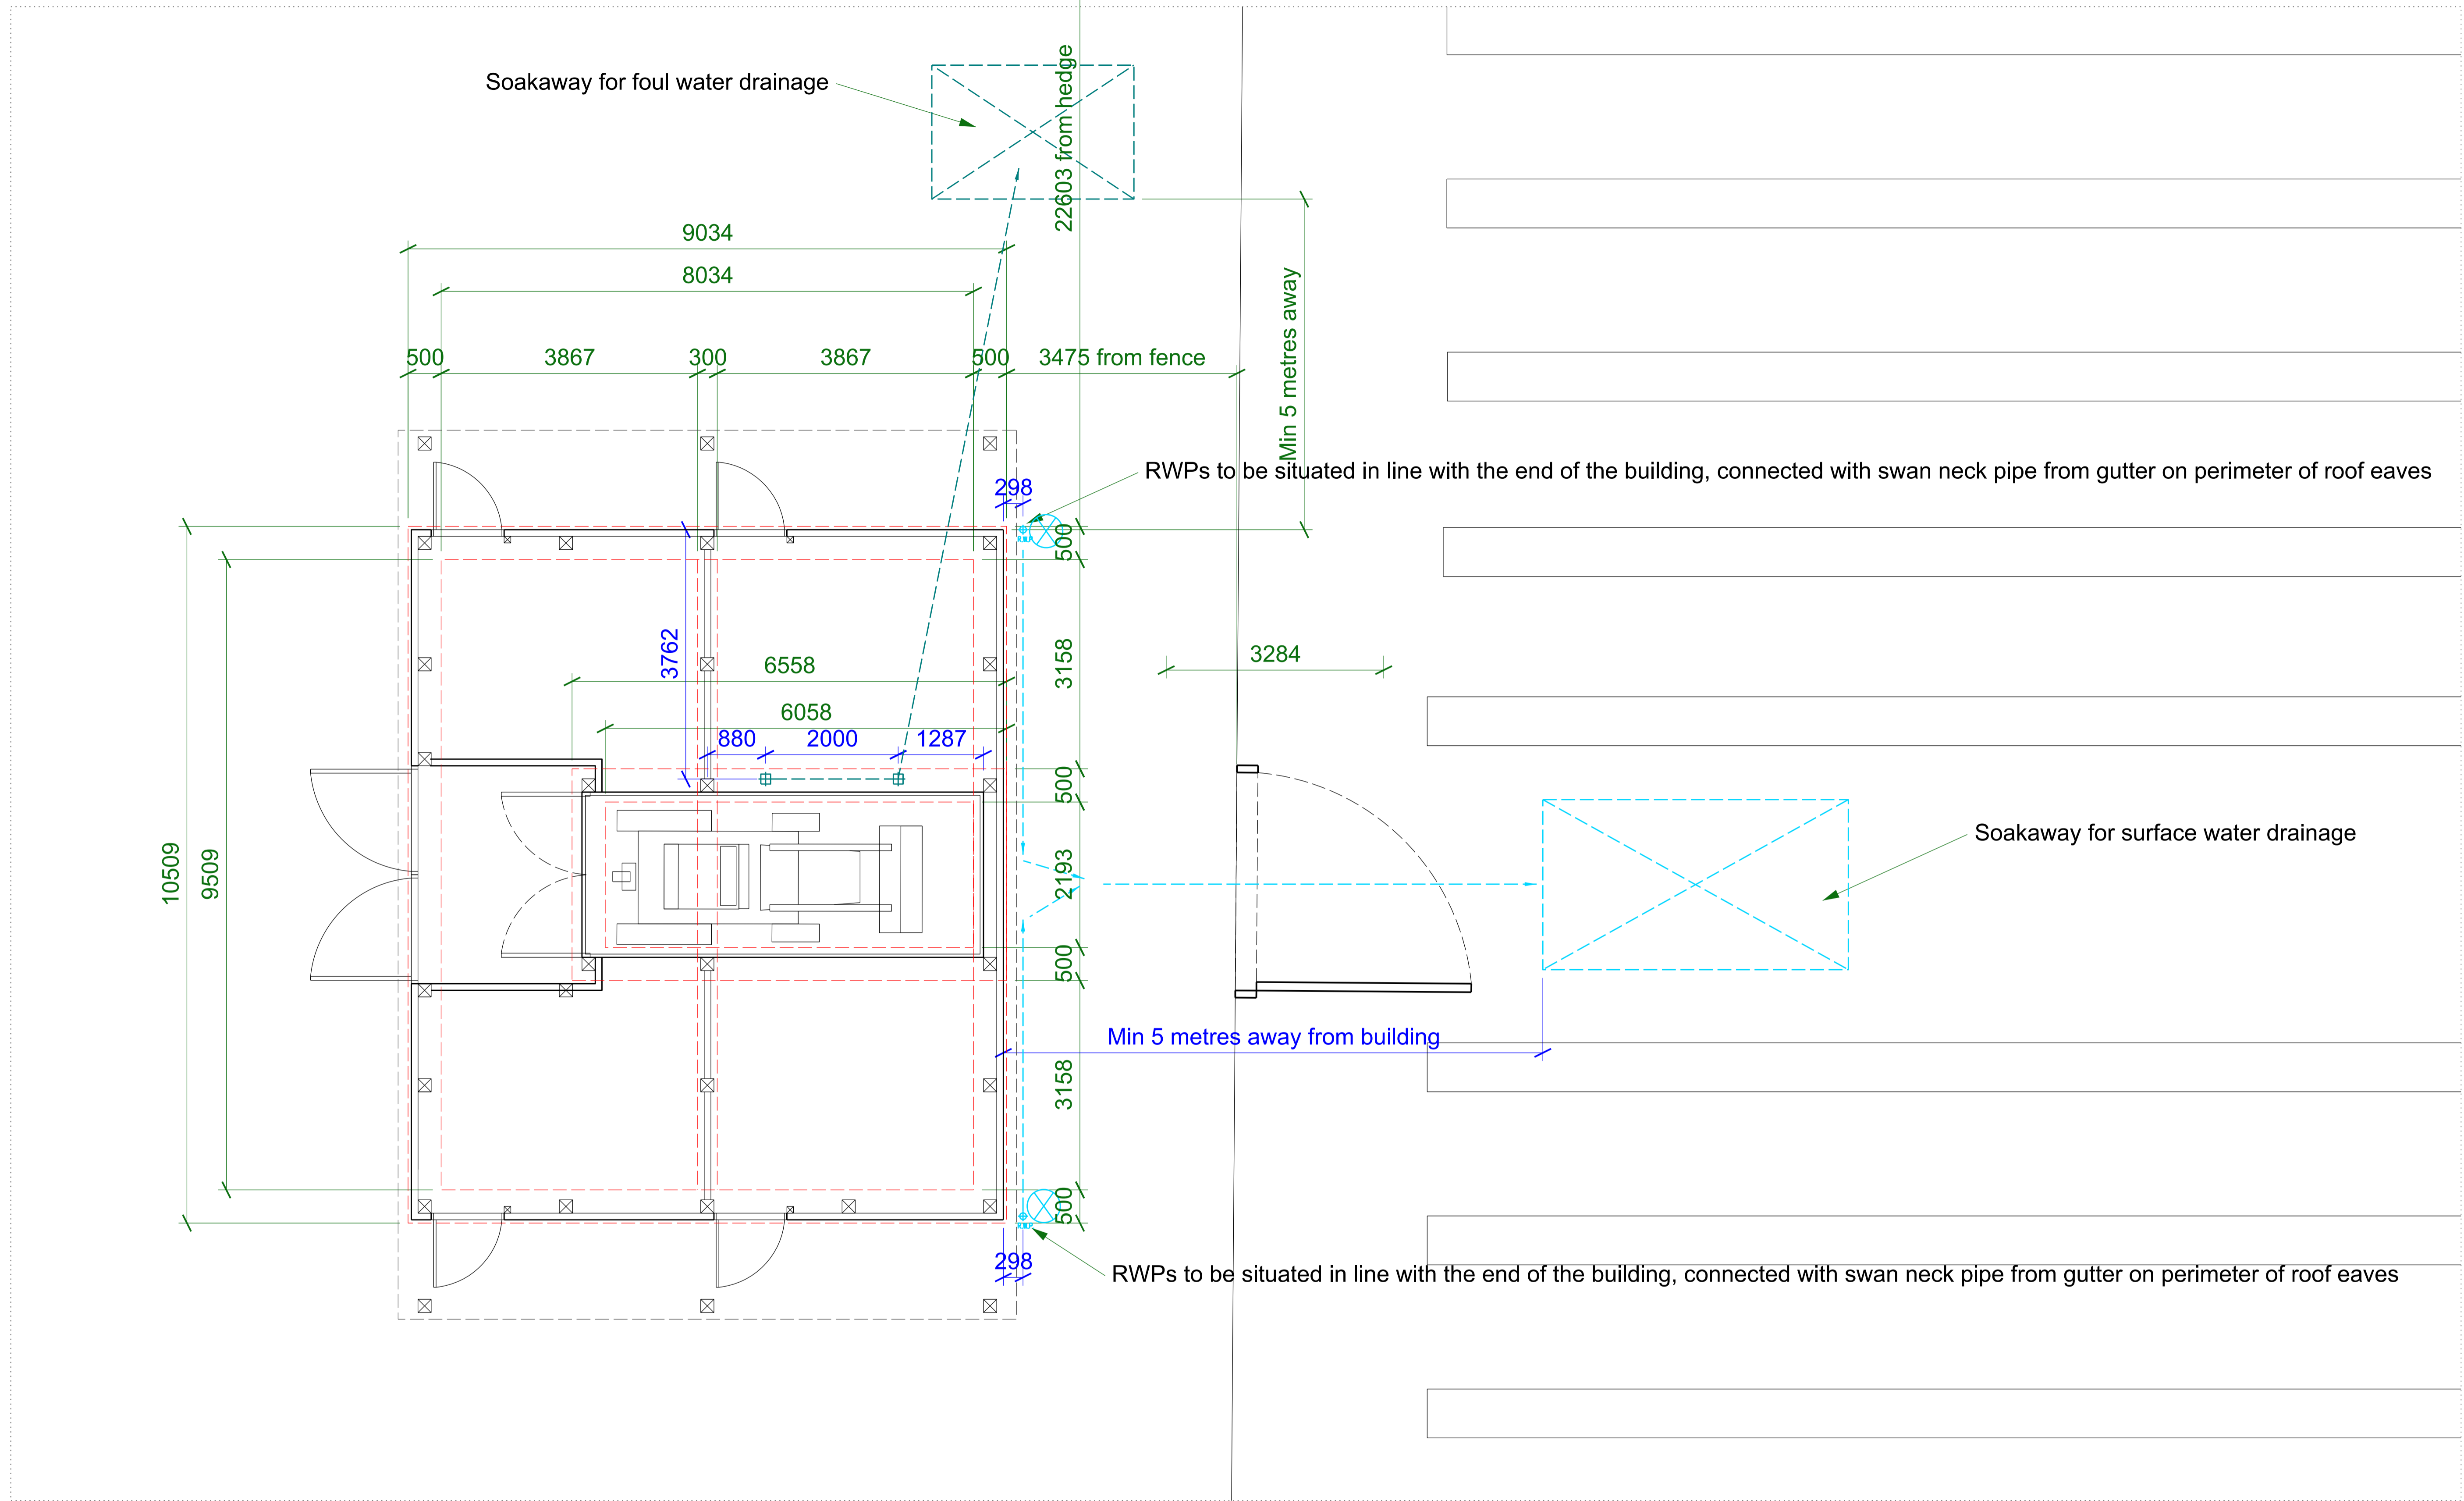 Soakaway for foul water drainage
22603 from hedge
9034
8034
500
3867
300
3867
500
3475 from fence
Min 5 metres away
RWPs to be situated in line with the end of the building, connected with swan neck pipe from gutter on perimeter of roof eaves
298
RWP
500
3762
3158
6558
3284
6058
880
2000
1287
500
10509
9509
2193
Soakaway for surface water drainage
500
Min 5 metres away from building
3158
500
RWP
298
RWPs to be situated in line with the end of the building, connected with swan neck pipe from gutter on perimeter of roof eaves